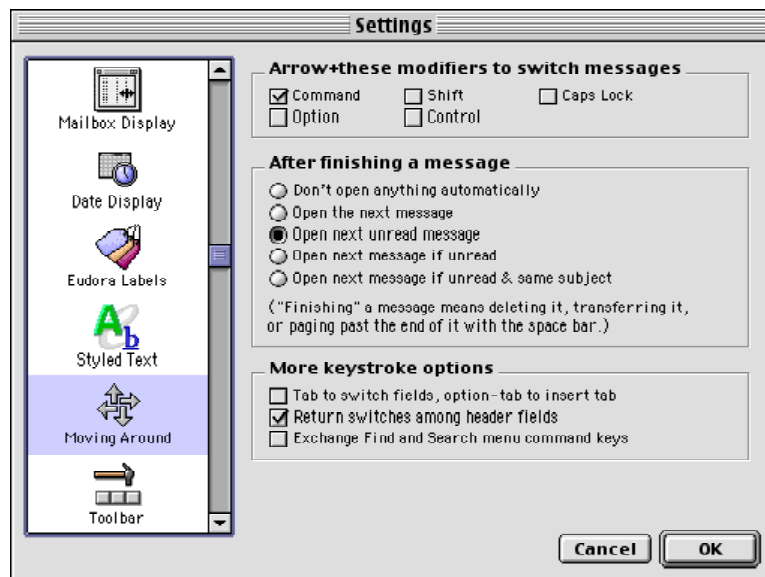 Settings
Mailbox Display
Date Display
Eudora Labels
Styled Text
Moving Around
Toolbar
Arrow+these modifiers to switch messages
Command Shift Caps Lock
Option Control
After finishing a message
Don't open anything automatically
Open the next message
Open next unread message
Open next message if unread
Open next message if unread & same subject
("Finishing" a message means deleting it, transferring it,
or paging past the end of it with the space bar.)
More keystroke options
Tab to switch fields, option-tab to insert tab
Return switches among header fields
Exchange Find and Search menu command keys
Cancel OK